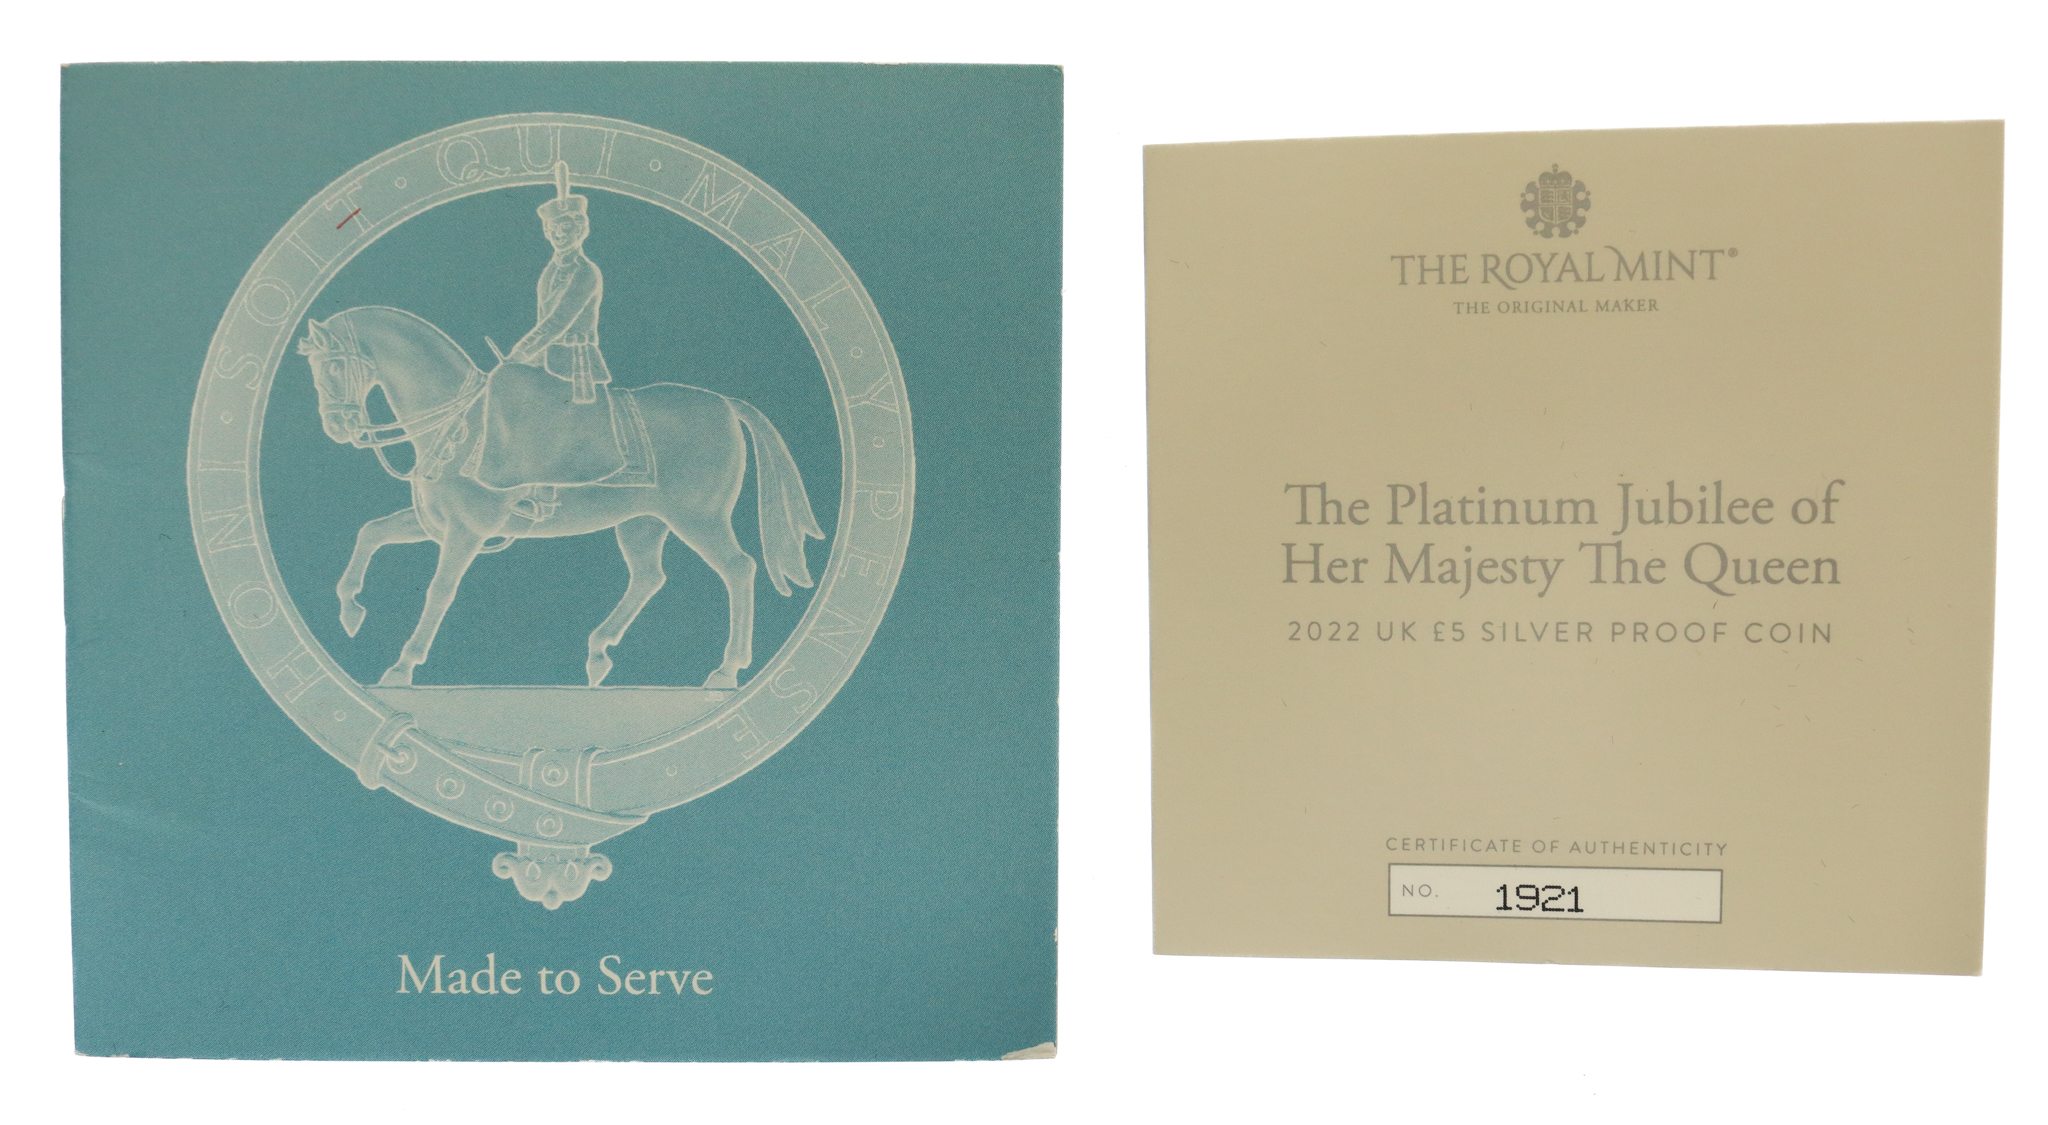 HONI · SOIT · QUI · MAL · Y · PENSE
Made to Serve
THE ROYAL MINT®
THE ORIGINAL MAKER
The Platinum Jubilee of
Her Majesty The Queen
2022 UK £5 SILVER PROOF COIN
CERTIFICATE OF AUTHENTICITY
NO. 1921